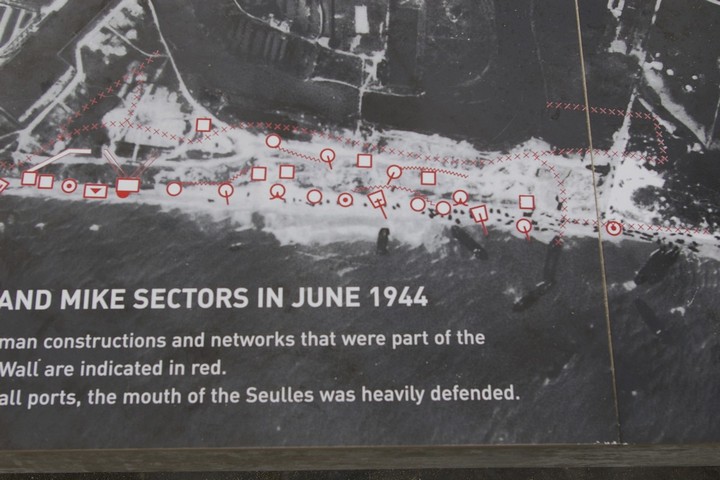 AND MIKE SECTORS IN JUNE 1944
man constructions and networks that were part of the
Wall are indicated in red.
all ports, the mouth of the Seulles was heavily defended.